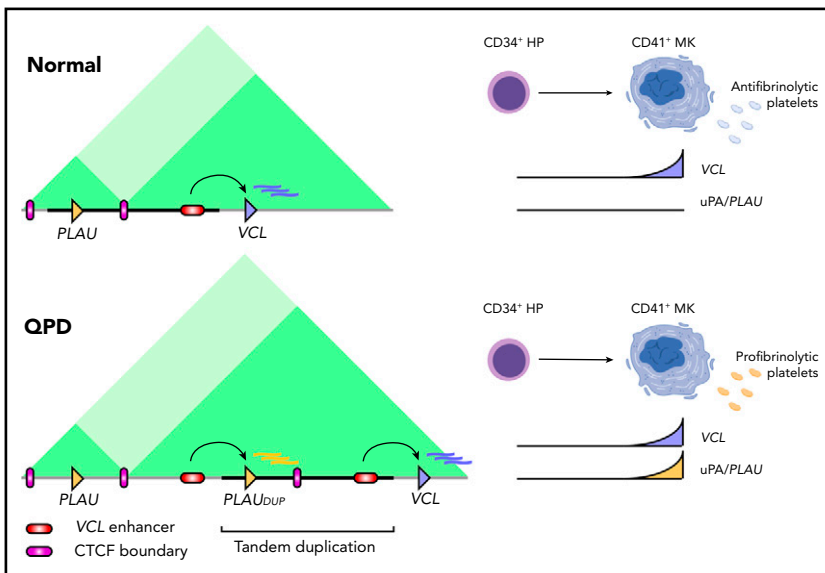 Normal
CD34⁺ HP
CD41⁺ MK
Antifibrinolytic
platelets
VCL
uPA/PLAU
PLAU
VCL
QPD
CD34⁺ HP
CD41⁺ MK
Profibrinolytic
platelets
VCL
uPA/PLAU
PLAU
PLAUDUP
VCL
VCL enhancer
CTCF boundary
Tandem duplication